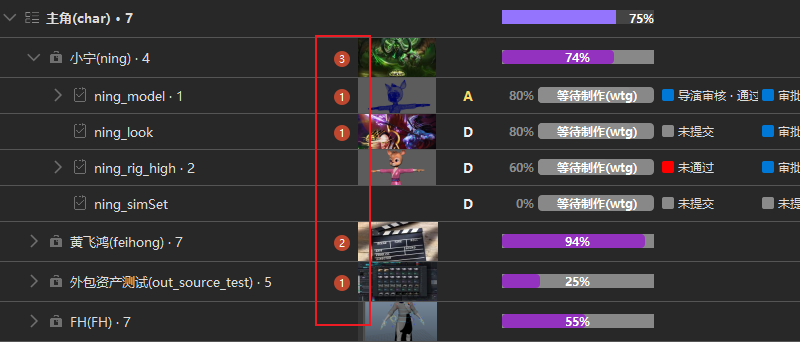 主角(char) • 7 75%
小宁(ning) • 4 3 74%
ning_model • 1 1 A 80% 等待制作(wtg) 导演审核 · 通过 审批
ning_look 1 D 80% 等待制作(wtg) 未提交 审批
ning_rig_high • 2 D 60% 等待制作(wtg) 未通过 审批
ning_simSet D 0% 等待制作(wtg) 未提交 未提
黄飞鸿(feihong) • 7 2 94%
外包资产测试(out_source_test) • 5 1 25%
FH(FH) • 7 55%